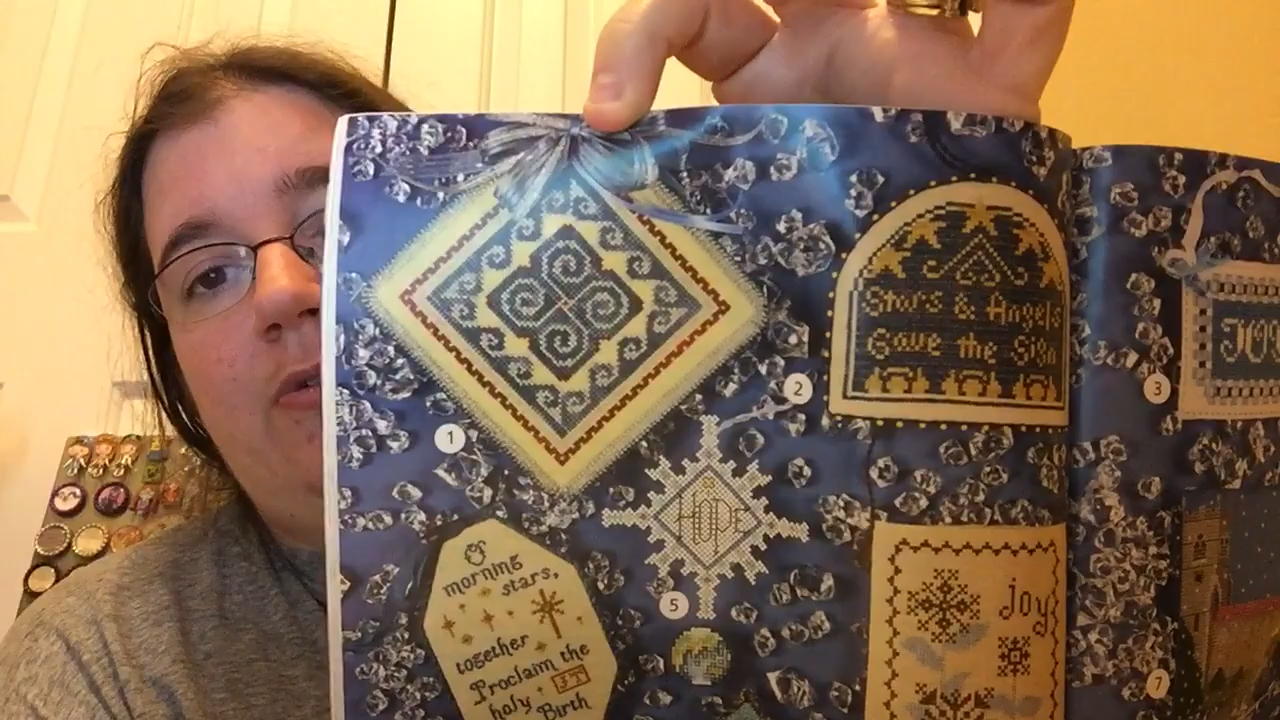 1
2
Stars & Angels
Gave the Sign
3
HOPE
5
O
morning
stars,
together
Proclaim the
holy
Birth
joy
7